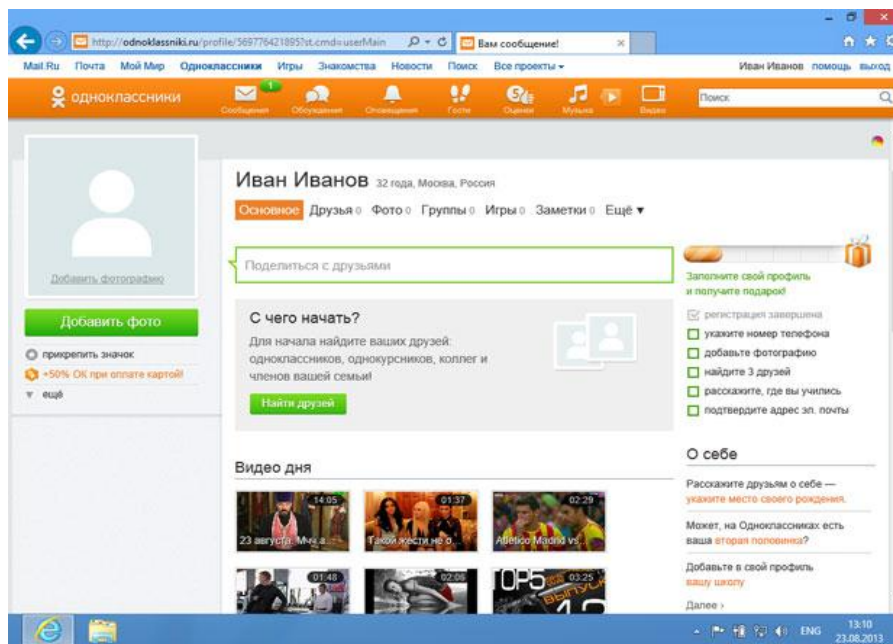 http://odnoklassniki.ru/profile/569776421895?st.cmd=userMain
Вам сообщение!
Mail.Ru Почта Мой Мир Одноклассники Игры Знакомства Новости Поиск Все проекты
Иван Иванов помощь выход
одноклассники
Сообщения 1 Обсуждения Оповещения Гости Оценки Музыка Видео
Поиск
Иван Иванов 32 года, Москва, Россия
Основное Друзья 0 Фото 0 Группы 0 Игры 0 Заметки 0 Ещё
Поделиться с друзьями
Добавить фотографию
Добавить фото
прикрепить значок
+50% ОК при оплате картой!
ещё
С чего начать?
Для начала найдите ваших друзей:
одноклассников, однокурсников, коллег и
членов вашей семьи!
Найти друзей
Заполните свой профиль
и получите подарок!
регистрация завершена
укажите номер телефона
добавьте фотографию
найдите 3 друзей
расскажите, где вы учились
подтвердите адрес эл. почты
О себе
Расскажите друзьям о себе —
укажите место своего рождения.
Может, на Одноклассниках есть
ваша вторая половинка?
Добавьте в свой профиль
вашу школу
Далее ›
Видео дня
14:05
23 августа. Мч. а...
01:37
Такой жести не о...
02:29
Atletico Madrid vs...
01:48
02:06
TOP5
03:25
ВЫПУСК
ENG
13:10
23.08.2013